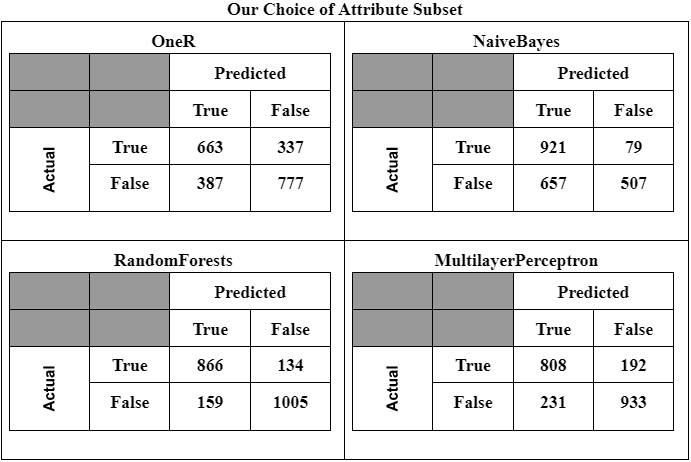 Our Choice of Attribute Subset
OneR
Predicted
True False
Actual
True 663 337
False 387 777
NaiveBayes
Predicted
True False
Actual
True 921 79
False 657 507
RandomForests
Predicted
True False
Actual
True 866 134
False 159 1005
MultilayerPerceptron
Predicted
True False
Actual
True 808 192
False 231 933